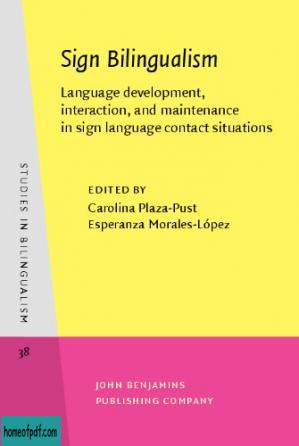 Sign Bilingualism
Language development,
interaction, and maintenance
in sign language contact situations
EDITED BY
Carolina Plaza-Pust
Esperanza Morales-López
STUDIES IN BILINGUALISM
38
JOHN BENJAMINS
PUBLISHING COMPANY
homeofpdf.com